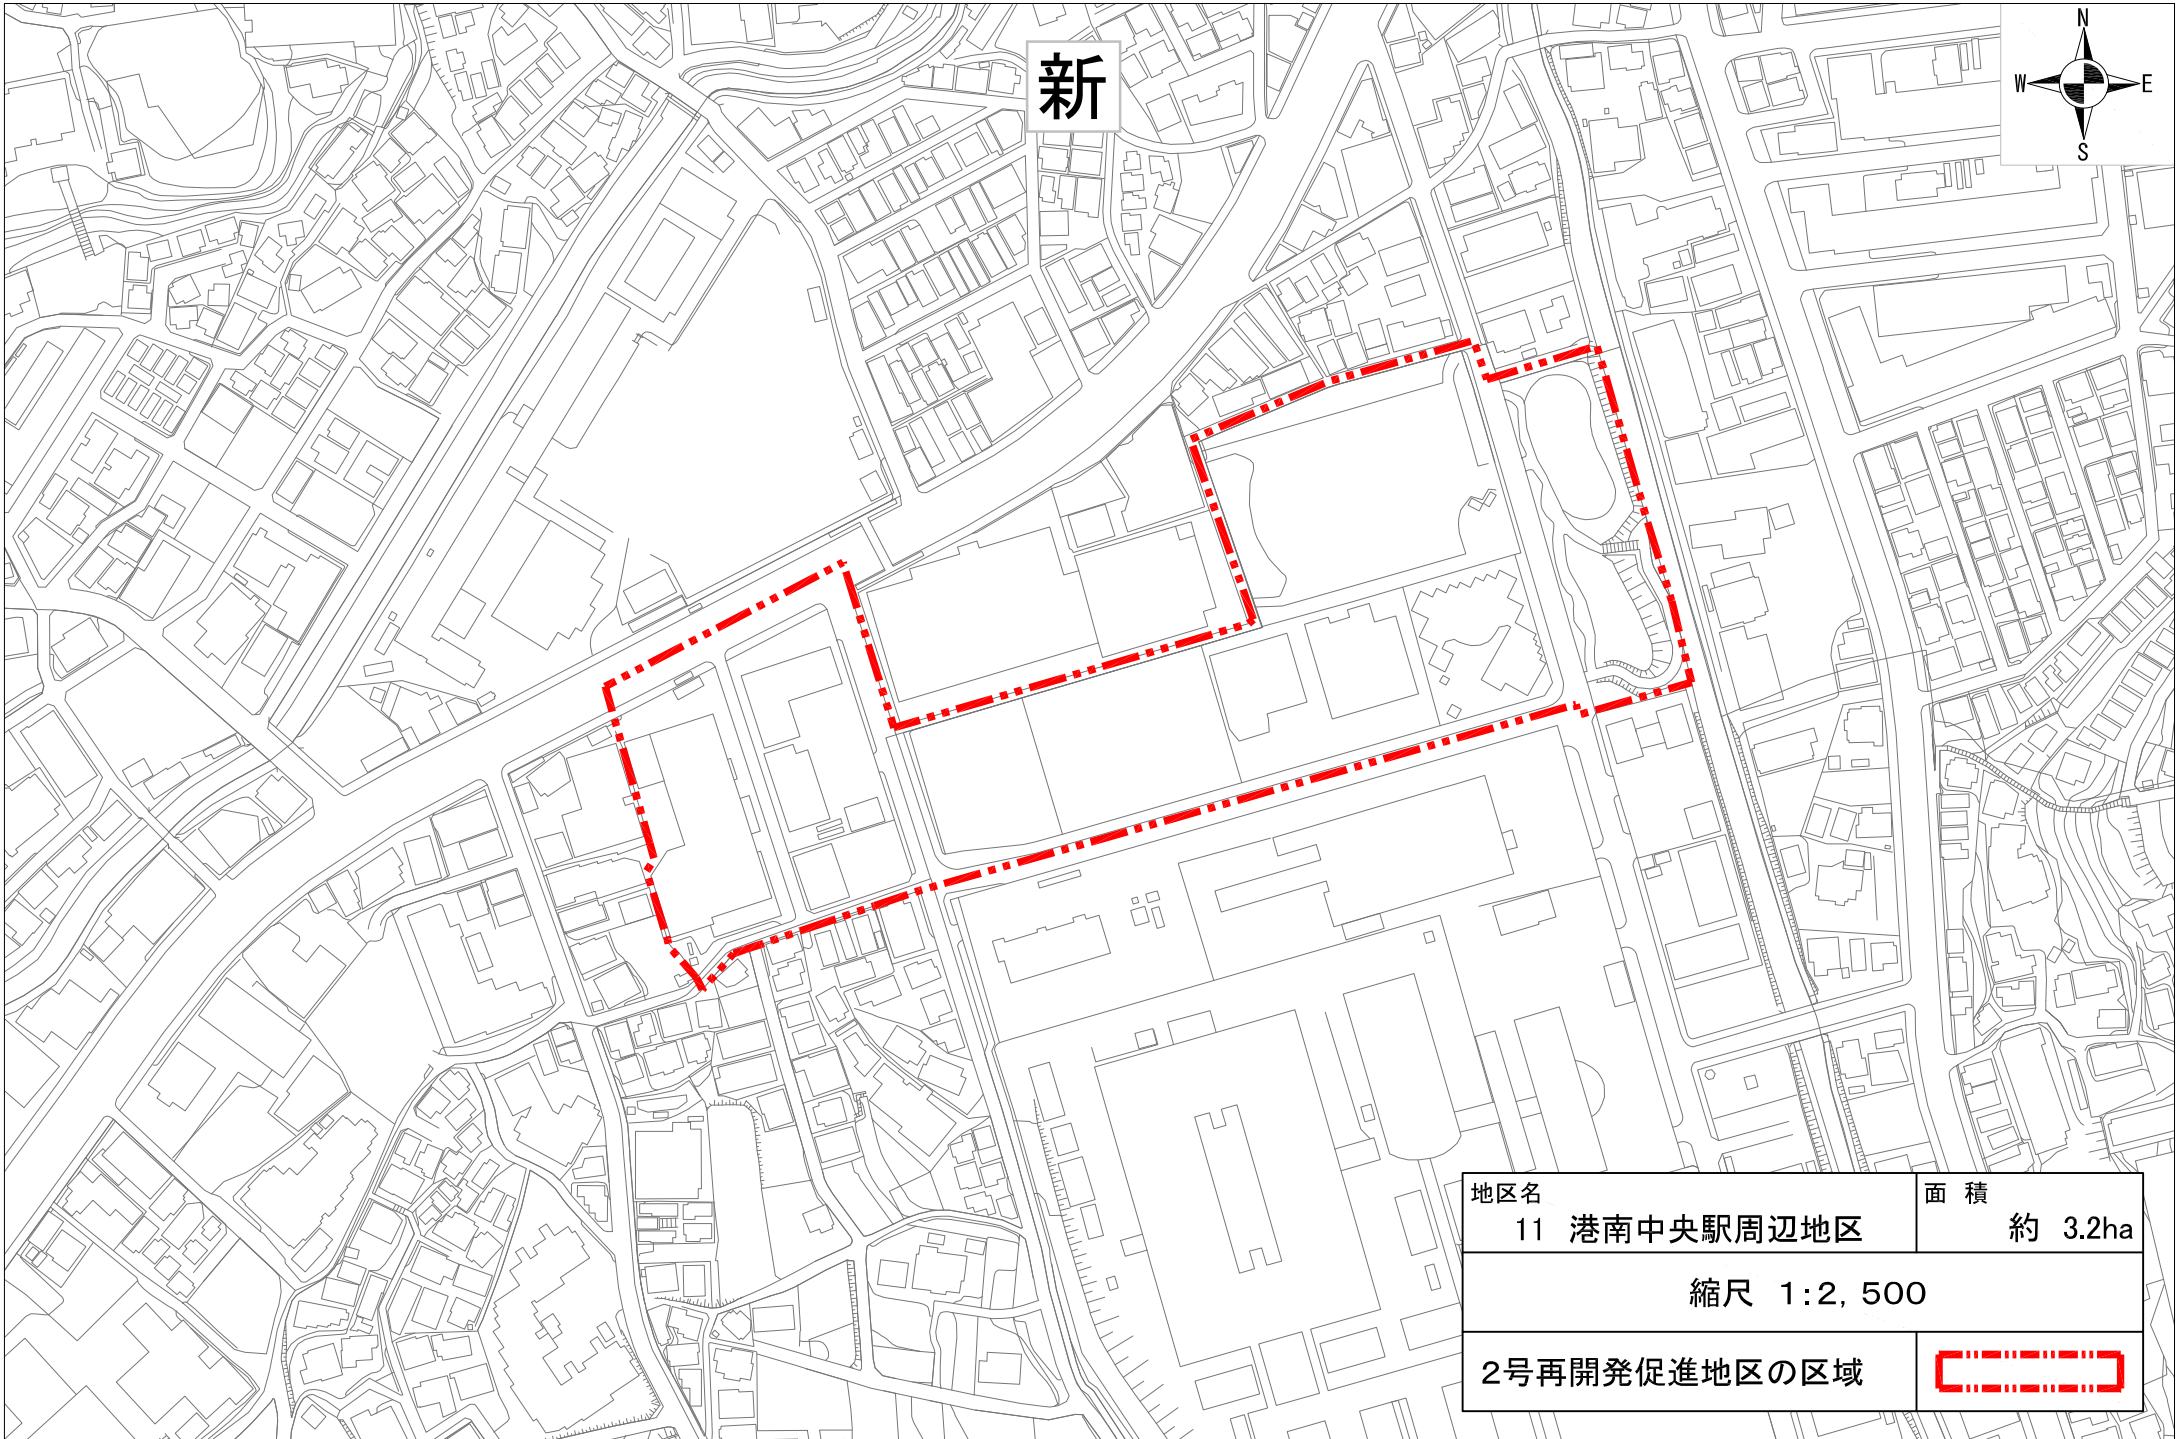 新
N
W E
S
地区名
11 港南中央駅周辺地区
面 積
約 3.2ha
縮尺 1:2,500
2号再開発促進地区の区域